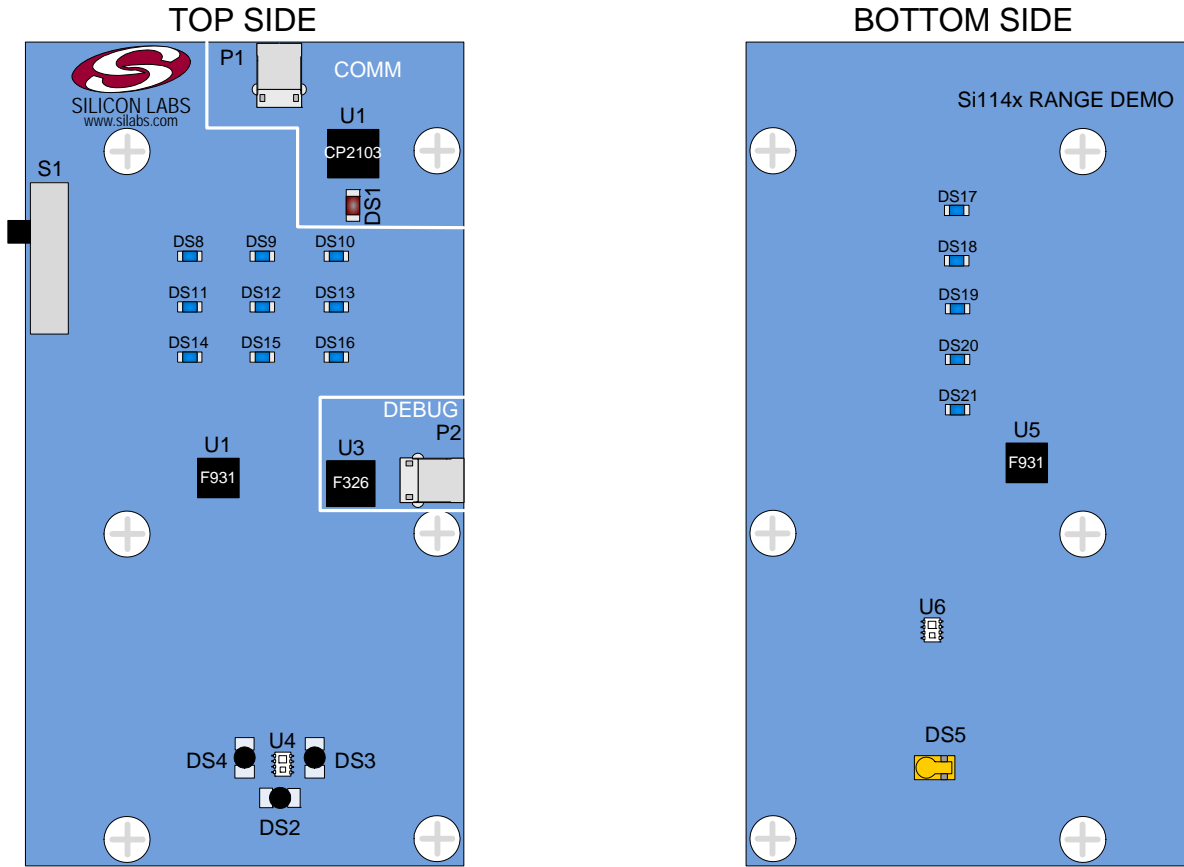 TOP SIDE
BOTTOM SIDE
P1
COMM
SILICON LABS
www.silabs.com
U1
CP2103
DS1
S1
DS8 DS9 DS10
DS11 DS12 DS13
DS14 DS15 DS16
DEBUG
P2
U1
F931
U3
F326
U4
DS4
DS3
DS2
Si114x RANGE DEMO
DS17
DS18
DS19
DS20
DS21
U5
F931
U6
DS5